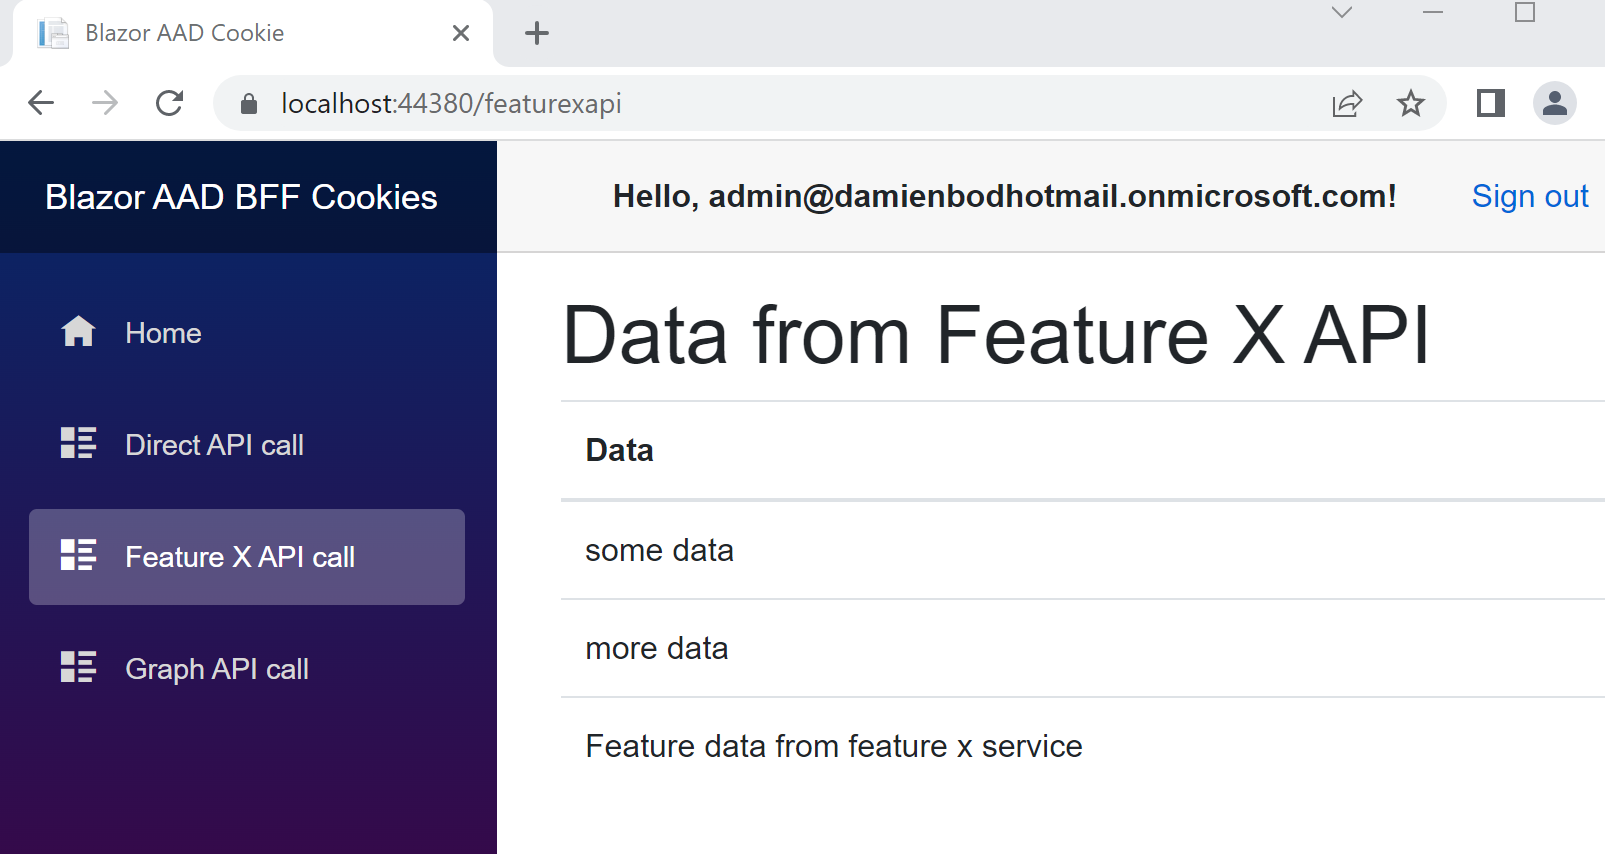 Blazor AAD Cookie
localhost:44380/featurexapi
Blazor AAD BFF Cookies
Hello, admin@damienbodhotmail.onmicrosoft.com!
Sign out
Home
Direct API call
Feature X API call
Graph API call
Data from Feature X API
Data
some data
more data
Feature data from feature x service